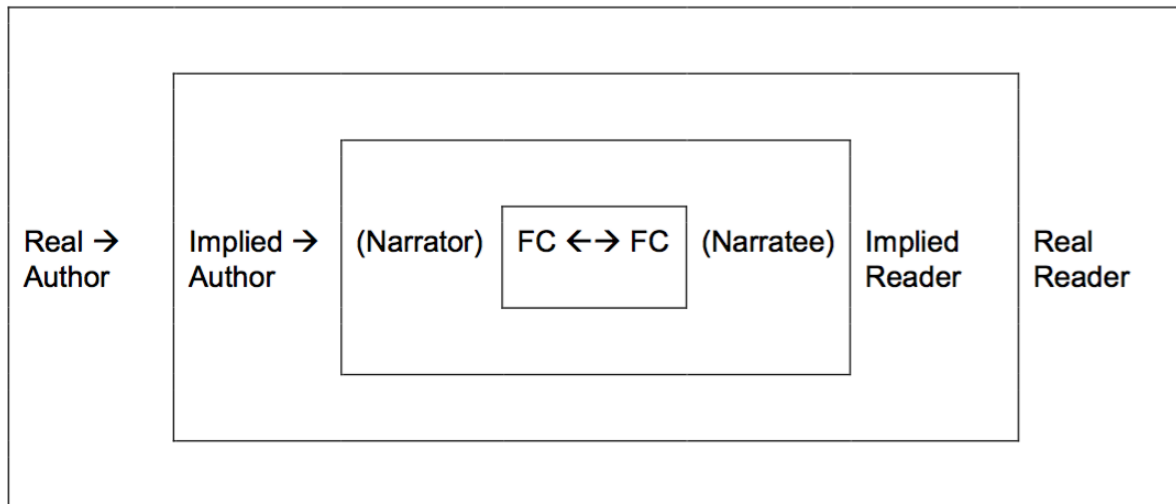 Real → Implied → (Narrator) FC ←→ FC (Narratee) Implied Real
Author Author Reader Reader